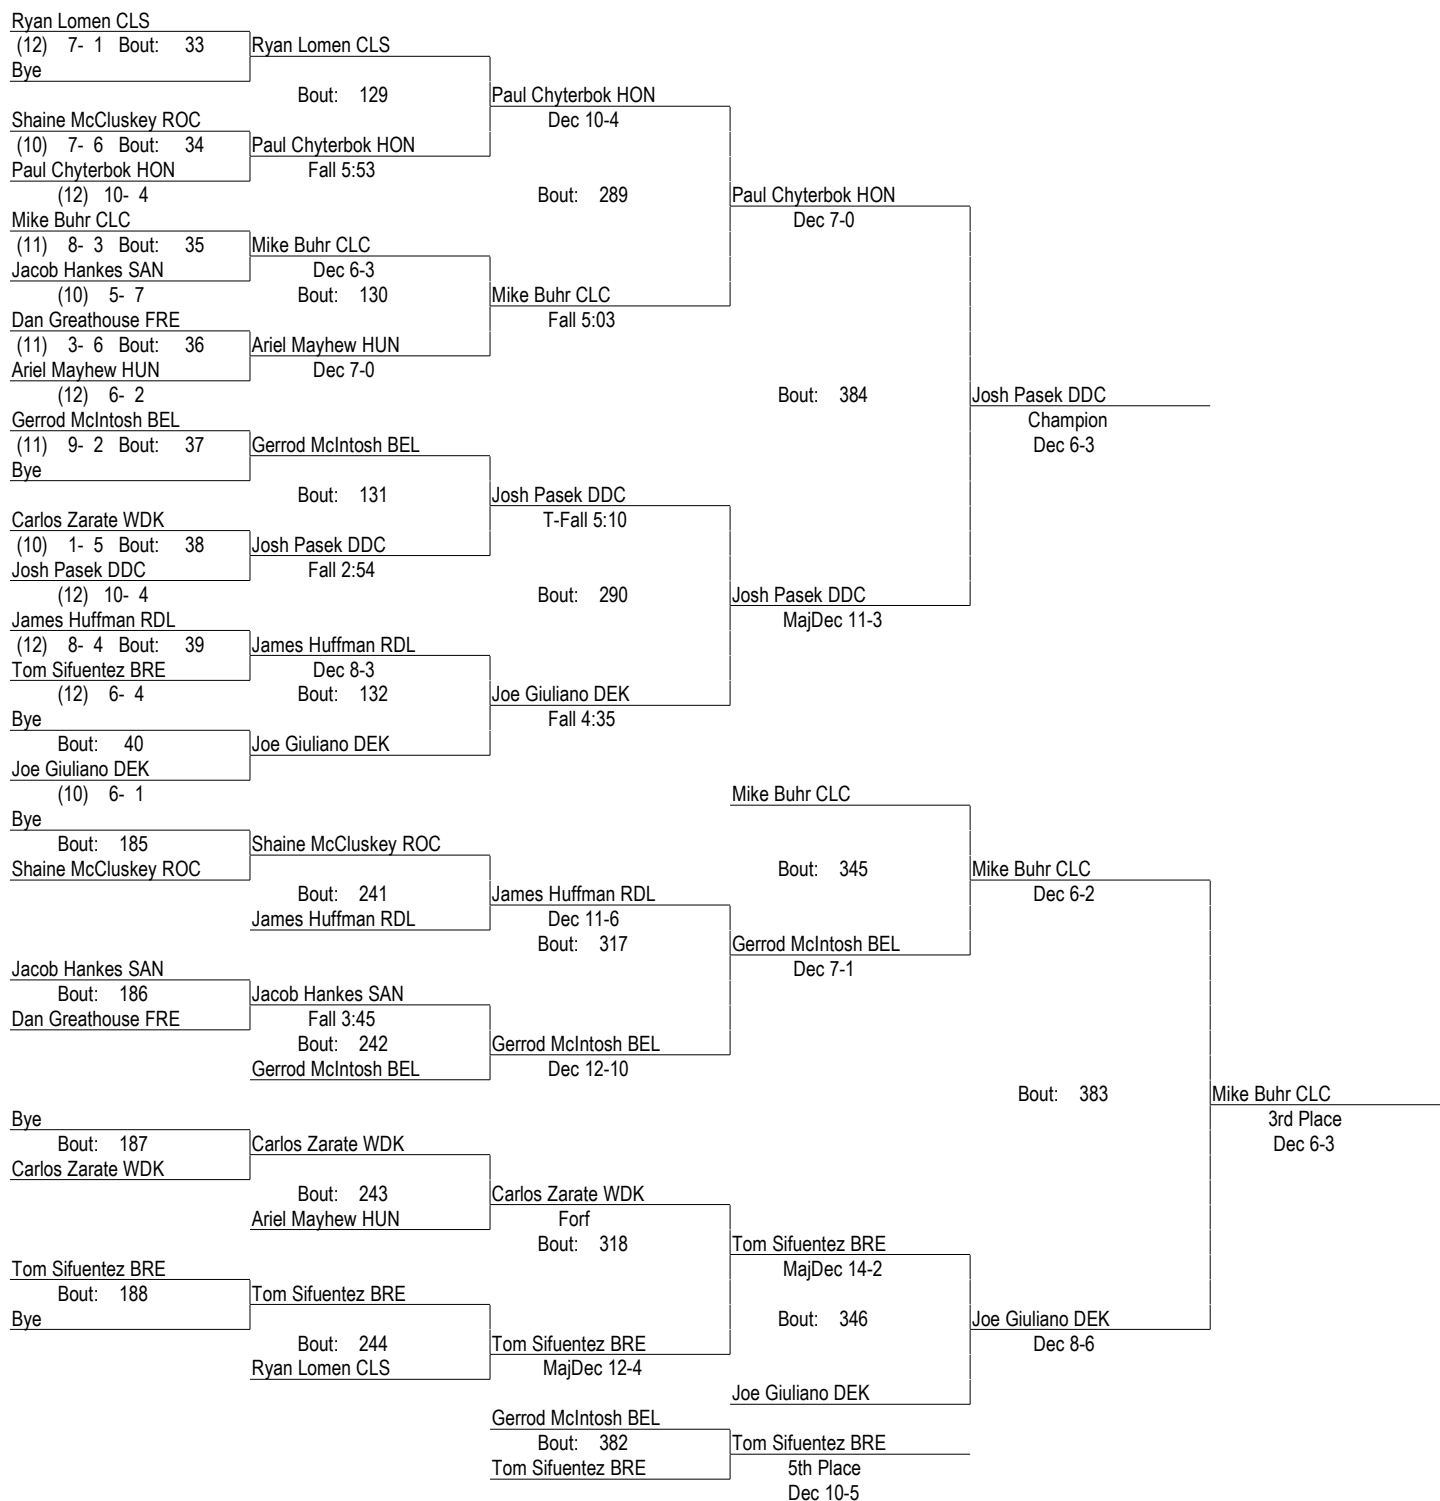 Ryan Lomen CLS
(12) 7- 1 Bout: 33 Ryan Lomen CLS
Bye
Bout: 129 Paul Chyterbok HON
Shaine McCluskey ROC Dec 10-4
(10) 7- 6 Bout: 34 Paul Chyterbok HON
Paul Chyterbok HON Fall 5:53
(12) 10- 4 Bout: 289 Paul Chyterbok HON
Mike Buhr CLC Dec 7-0
(11) 8- 3 Bout: 35 Mike Buhr CLC
Jacob Hankes SAN Dec 6-3
(10) 5- 7 Bout: 130 Mike Buhr CLC
Dan Greathouse FRE Fall 5:03
(11) 3- 6 Bout: 36 Ariel Mayhew HUN
Ariel Mayhew HUN Dec 7-0
(12) 6- 2 Bout: 384 Josh Pasek DDC
Gerrod McIntosh BEL Champion
(11) 9- 2 Bout: 37 Gerrod McIntosh BEL Dec 6-3
Bye
Bout: 131 Josh Pasek DDC
Carlos Zarate WDK T-Fall 5:10
(10) 1- 5 Bout: 38 Josh Pasek DDC
Josh Pasek DDC Fall 2:54
(12) 10- 4 Bout: 290 Josh Pasek DDC
James Huffman RDL MajDec 11-3
(12) 8- 4 Bout: 39 James Huffman RDL
Tom Sifuentez BRE Dec 8-3
(12) 6- 4 Bout: 132 Joe Giuliano DEK
Bye Fall 4:35
Bout: 40 Joe Giuliano DEK
Joe Giuliano DEK
(10) 6- 1 Mike Buhr CLC
Bye
Bout: 185 Shaine McCluskey ROC
Shaine McCluskey ROC Bout: 345 Mike Buhr CLC
Bout: 241 James Huffman RDL Dec 6-2
James Huffman RDL Dec 11-6
Bout: 317 Gerrod McIntosh BEL
Jacob Hankes SAN Dec 7-1
Bout: 186 Jacob Hankes SAN
Dan Greathouse FRE Fall 3:45
Bout: 242 Gerrod McIntosh BEL
Gerrod McIntosh BEL Dec 12-10
Bout: 383 Mike Buhr CLC
Bye 3rd Place
Bout: 187 Carlos Zarate WDK Dec 6-3
Carlos Zarate WDK
Bout: 243 Carlos Zarate WDK
Ariel Mayhew HUN Forf
Bout: 318 Tom Sifuentez BRE
Tom Sifuentez BRE MajDec 14-2
Bout: 188 Tom Sifuentez BRE
Bye Bout: 346 Joe Giuliano DEK
Bout: 244 Tom Sifuentez BRE Dec 8-6
Ryan Lomen CLS MajDec 12-4
Joe Giuliano DEK
Gerrod McIntosh BEL
Bout: 382 Tom Sifuentez BRE
Tom Sifuentez BRE 5th Place
Dec 10-5